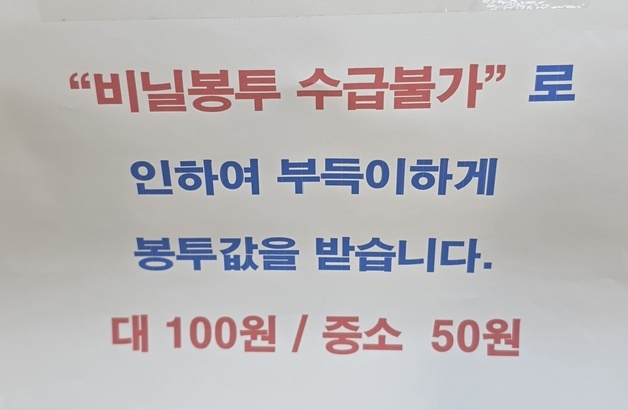 “비닐봉투 수급불가” 로
인하여 부득이하게
봉투값을 받습니다.
대 100원 / 중소 50원